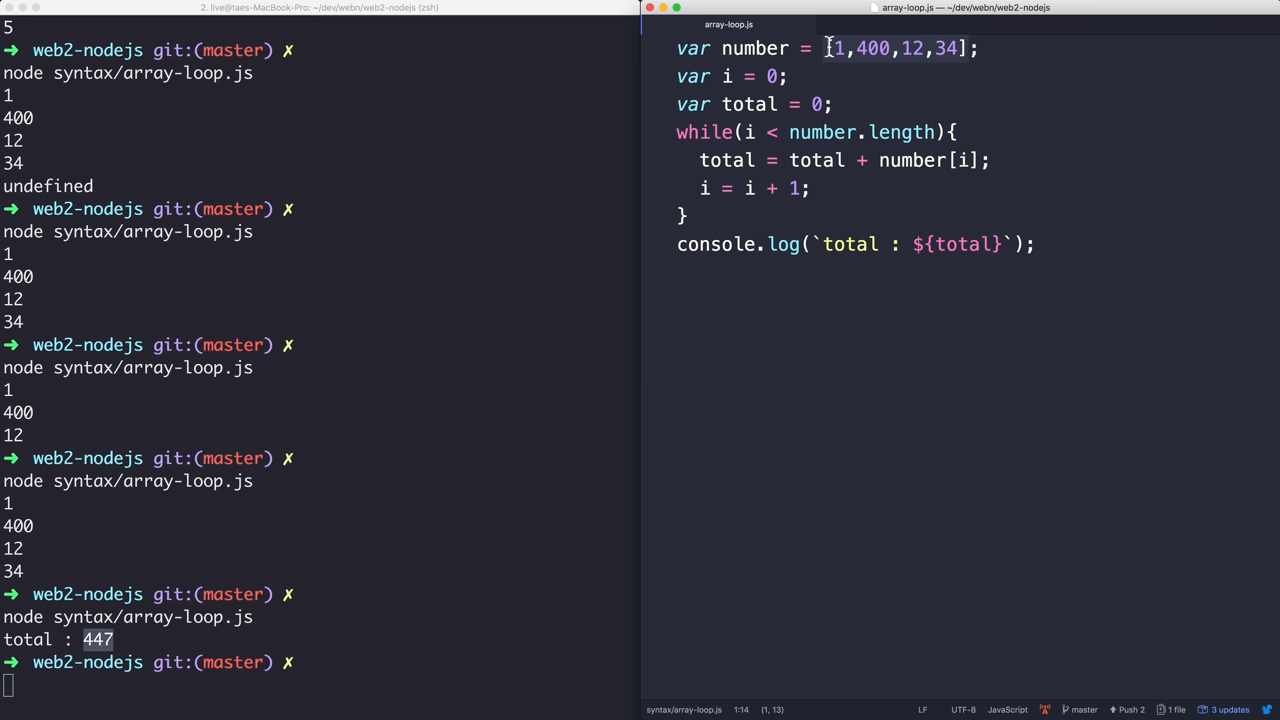 2. live@taes-MacBook-Pro: ~/dev/webn/web2-nodejs (zsh)
5
➜ web2-nodejs git:(master) ✗
node syntax/array-loop.js
1
400
12
34
undefined
➜ web2-nodejs git:(master) ✗
node syntax/array-loop.js
1
400
12
34
➜ web2-nodejs git:(master) ✗
node syntax/array-loop.js
1
400
12
➜ web2-nodejs git:(master) ✗
node syntax/array-loop.js
1
400
12
34
➜ web2-nodejs git:(master) ✗
node syntax/array-loop.js
total : 447
➜ web2-nodejs git:(master) ✗
array-loop.js — ~/dev/webn/web2-nodejs
array-loop.js
var number = [1,400,12,34];
var i = 0;
var total = 0;
while(i < number.length){
  total = total + number[i];
  i = i + 1;
}
console.log(`total : ${total}`);
syntax/array-loop.js 1:14 (1, 13) LF UTF-8 JavaScript master Push 2 1 file 3 updates